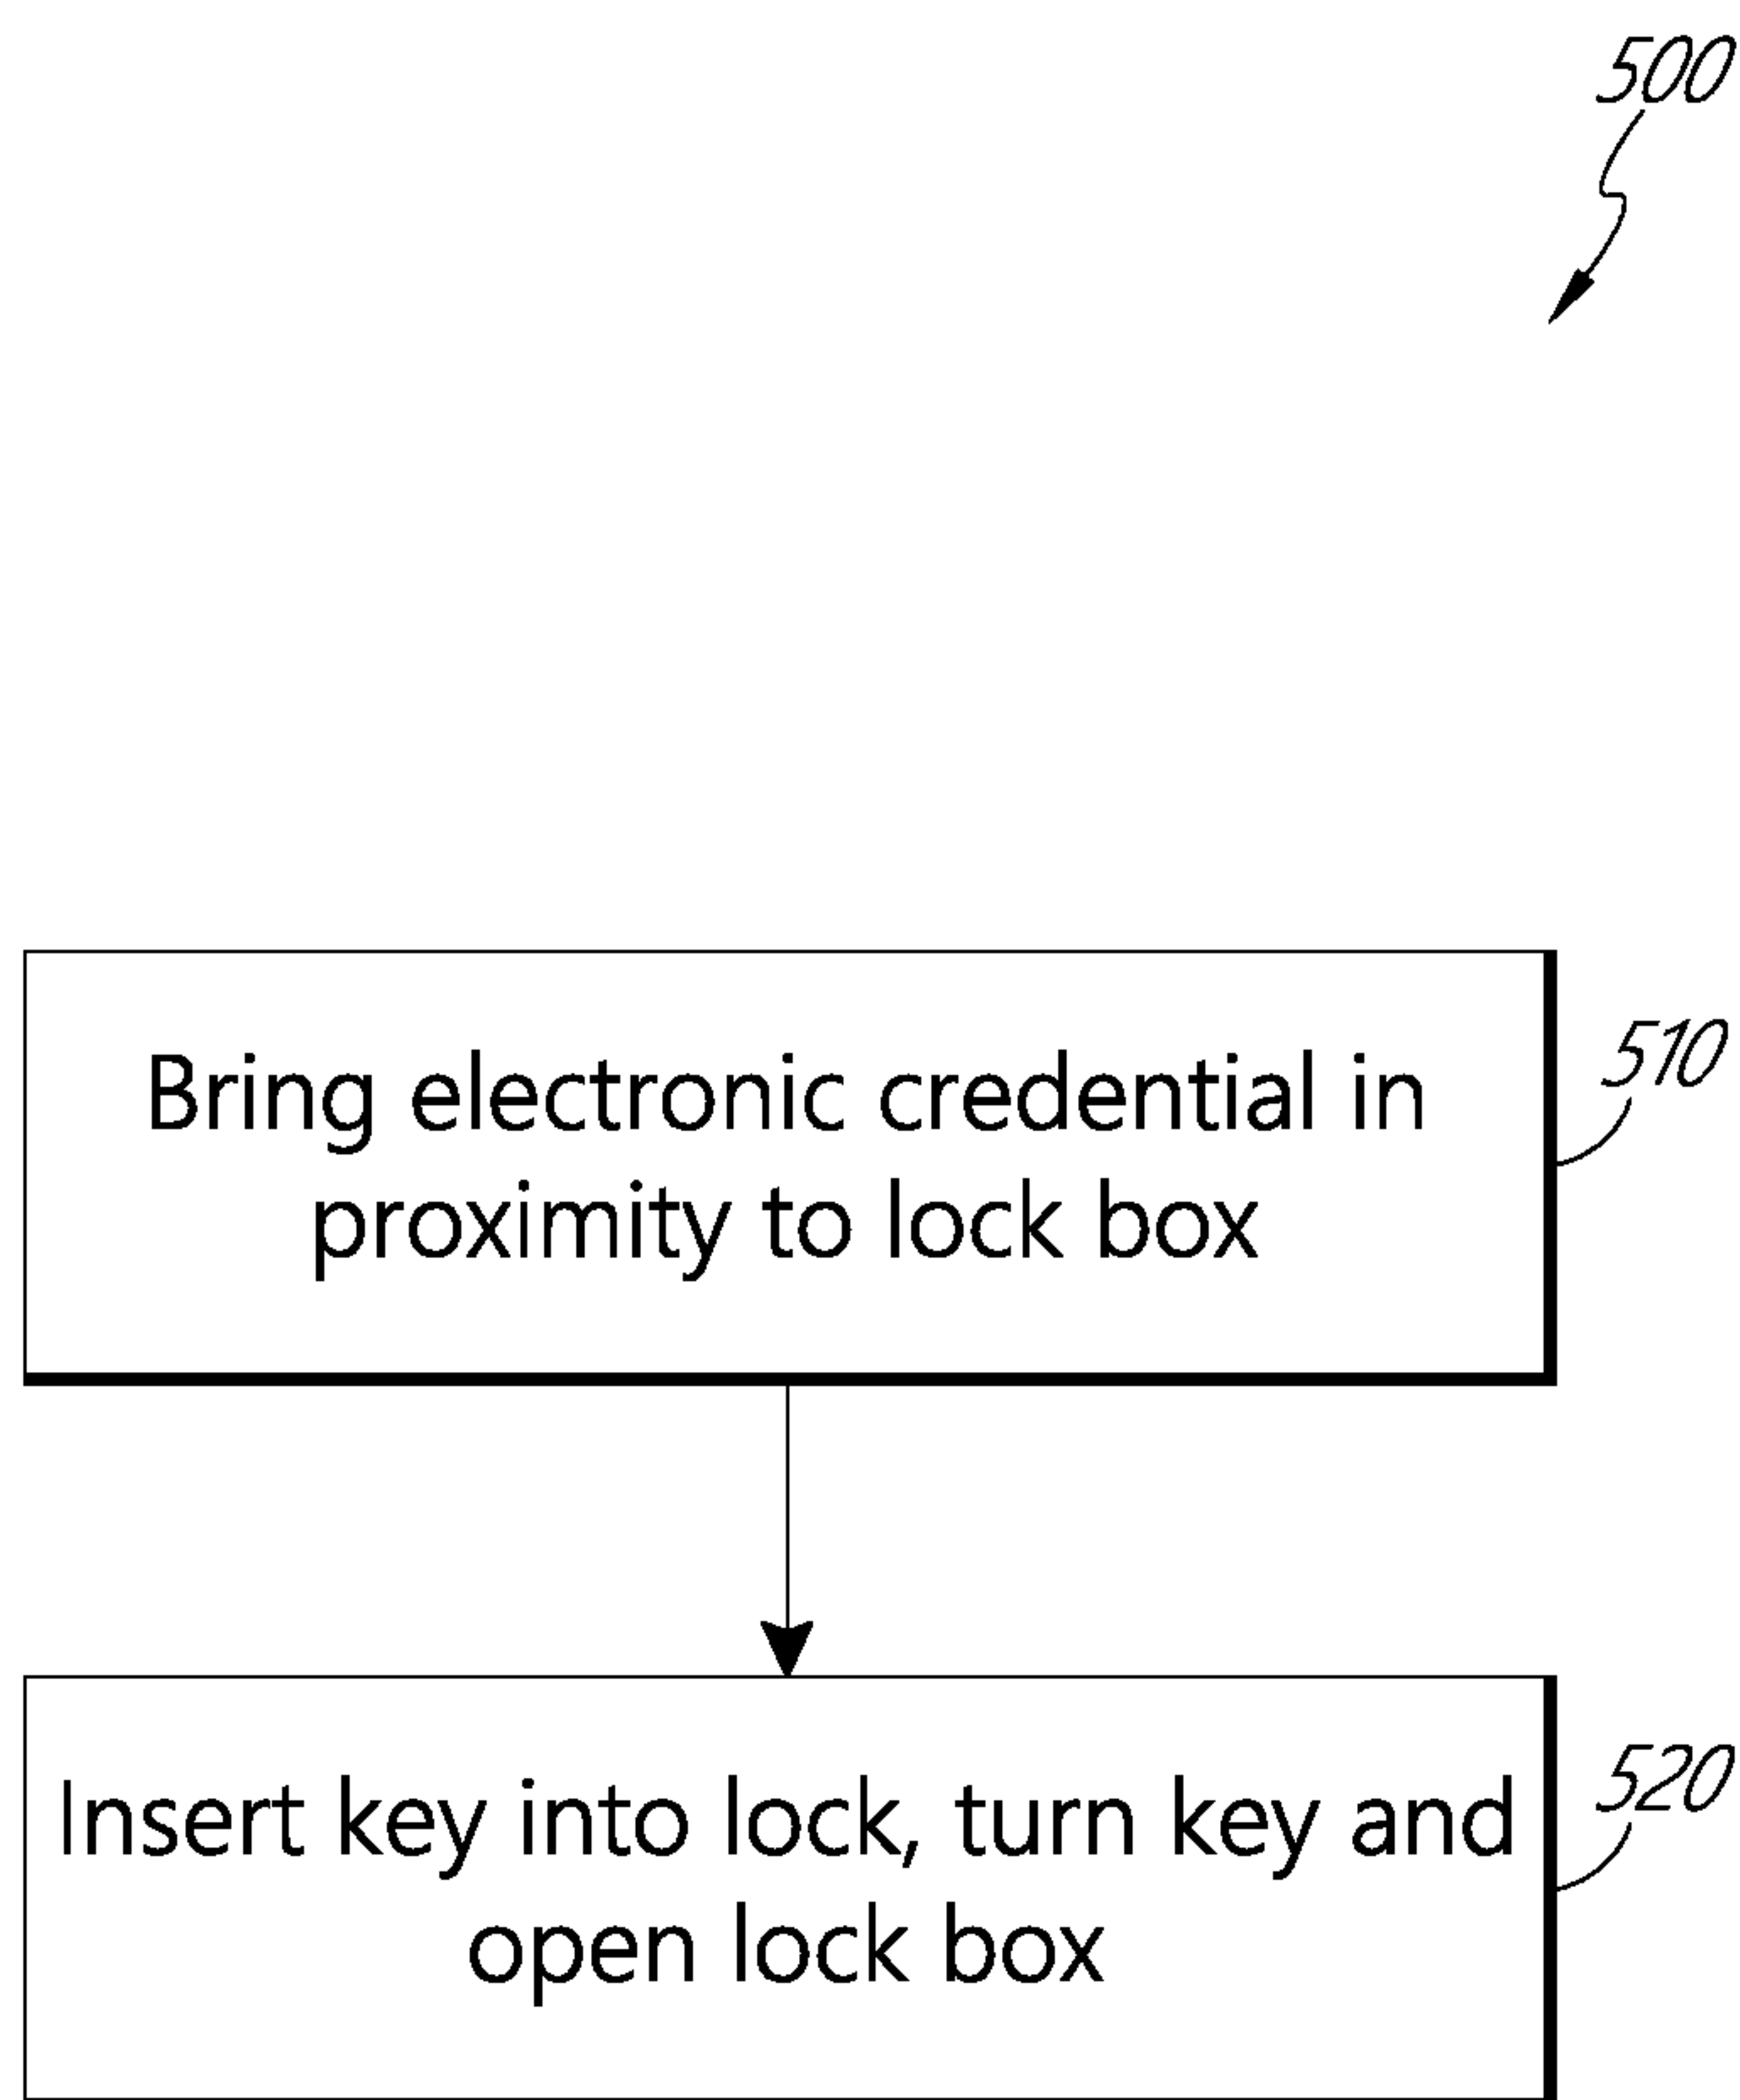 500
Bring electronic credential in
proximity to lock box
510
Insert key into lock, turn key and
open lock box
520